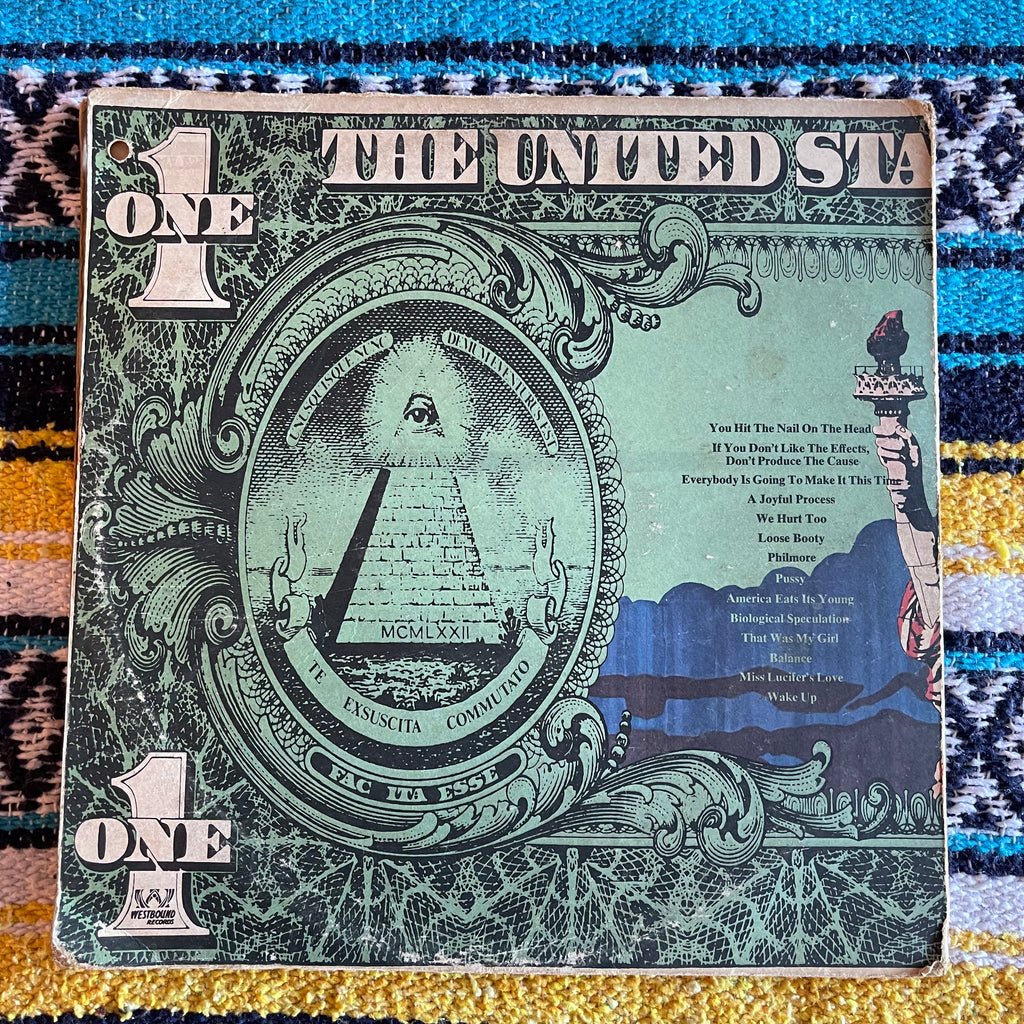 1
ONE
THE UNITED STA
MCMLXXII
TE EXSUSCITA COMMUTATO
FAC ITA ESSE
You Hit The Nail On The Head
If You Don't Like The Effects,
Don't Produce The Cause
Everybody Is Going To Make It This Time
A Joyful Process
We Hurt Too
Loose Booty
Philmore
Pussy
America Eats Its Young
Biological Speculation
That Was My Girl
Balance
Miss Lucifer's Love
Wake Up
1
ONE
WESTBOUND
RECORDS